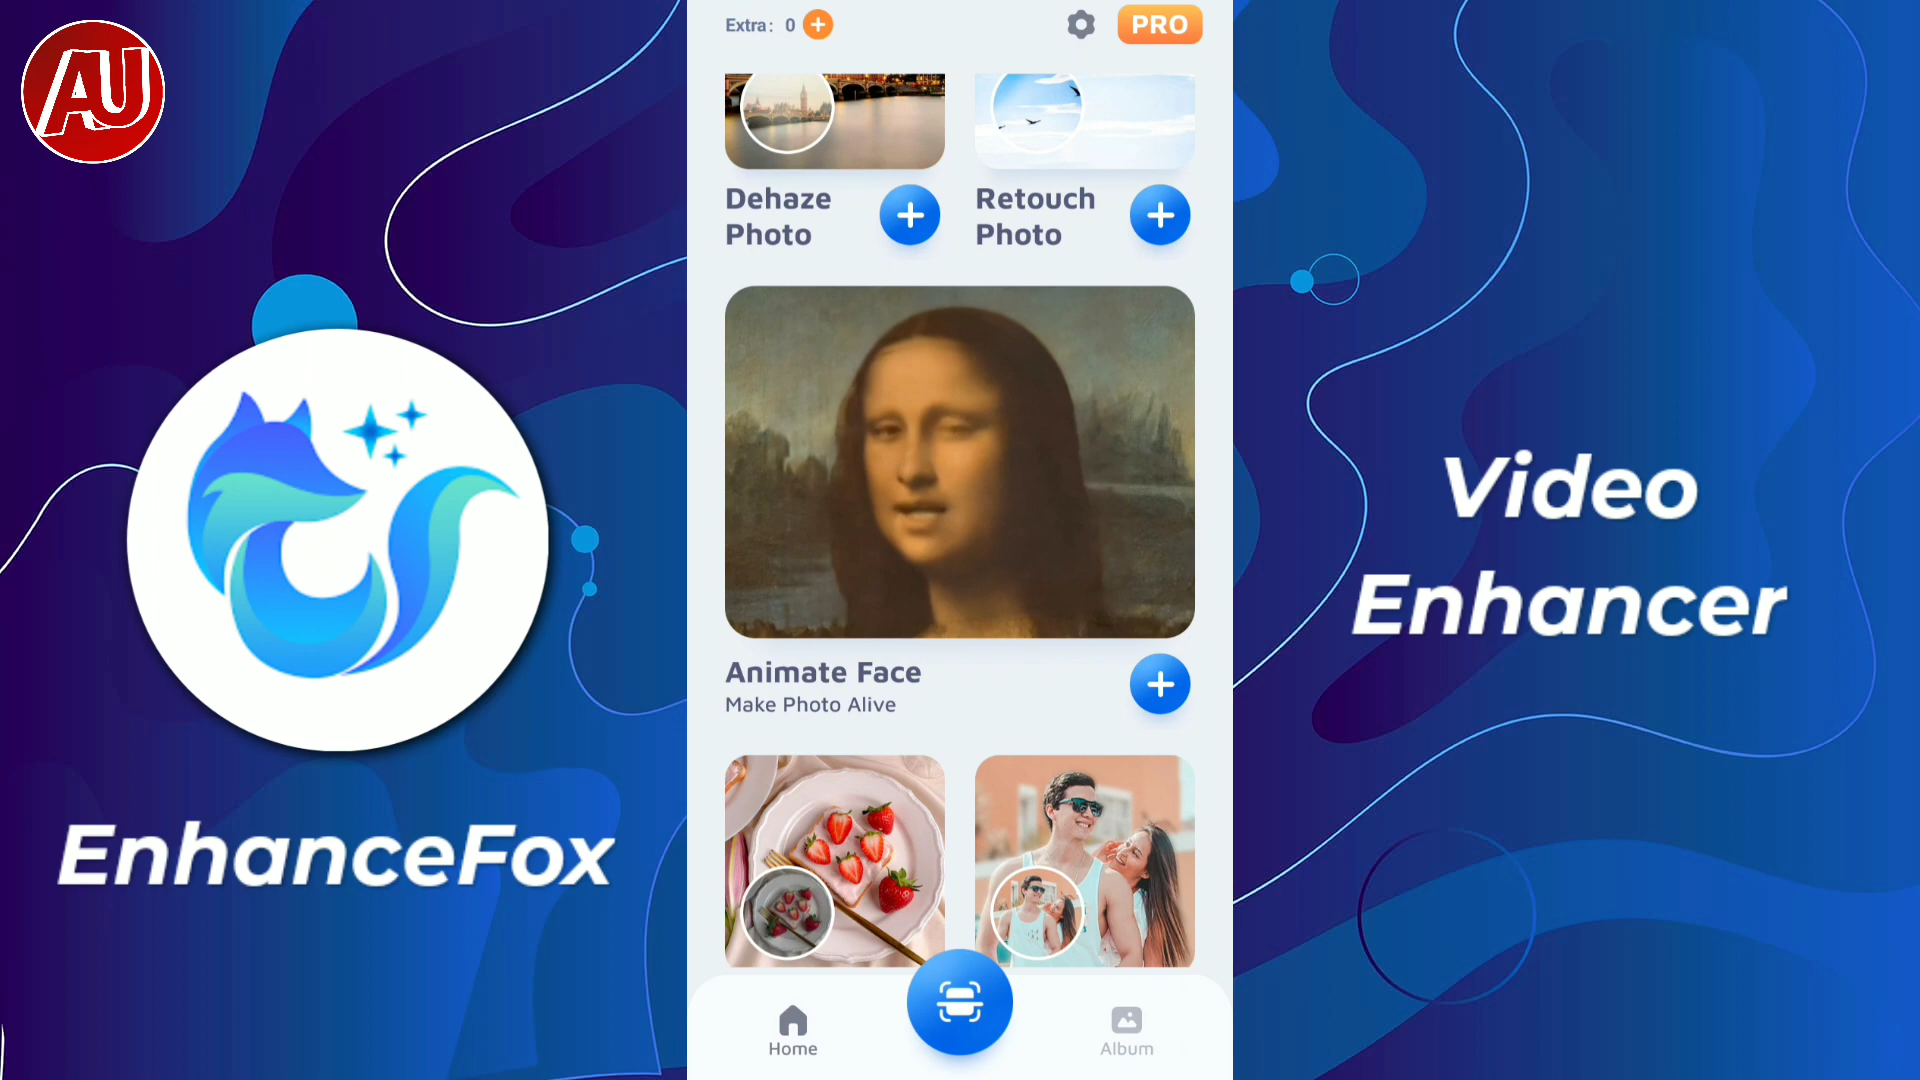 AU
EnhanceFox
Extra: 0
PRO
Dehaze
Photo
Retouch
Photo
Animate Face
Make Photo Alive
Home
Album
Video
Enhancer